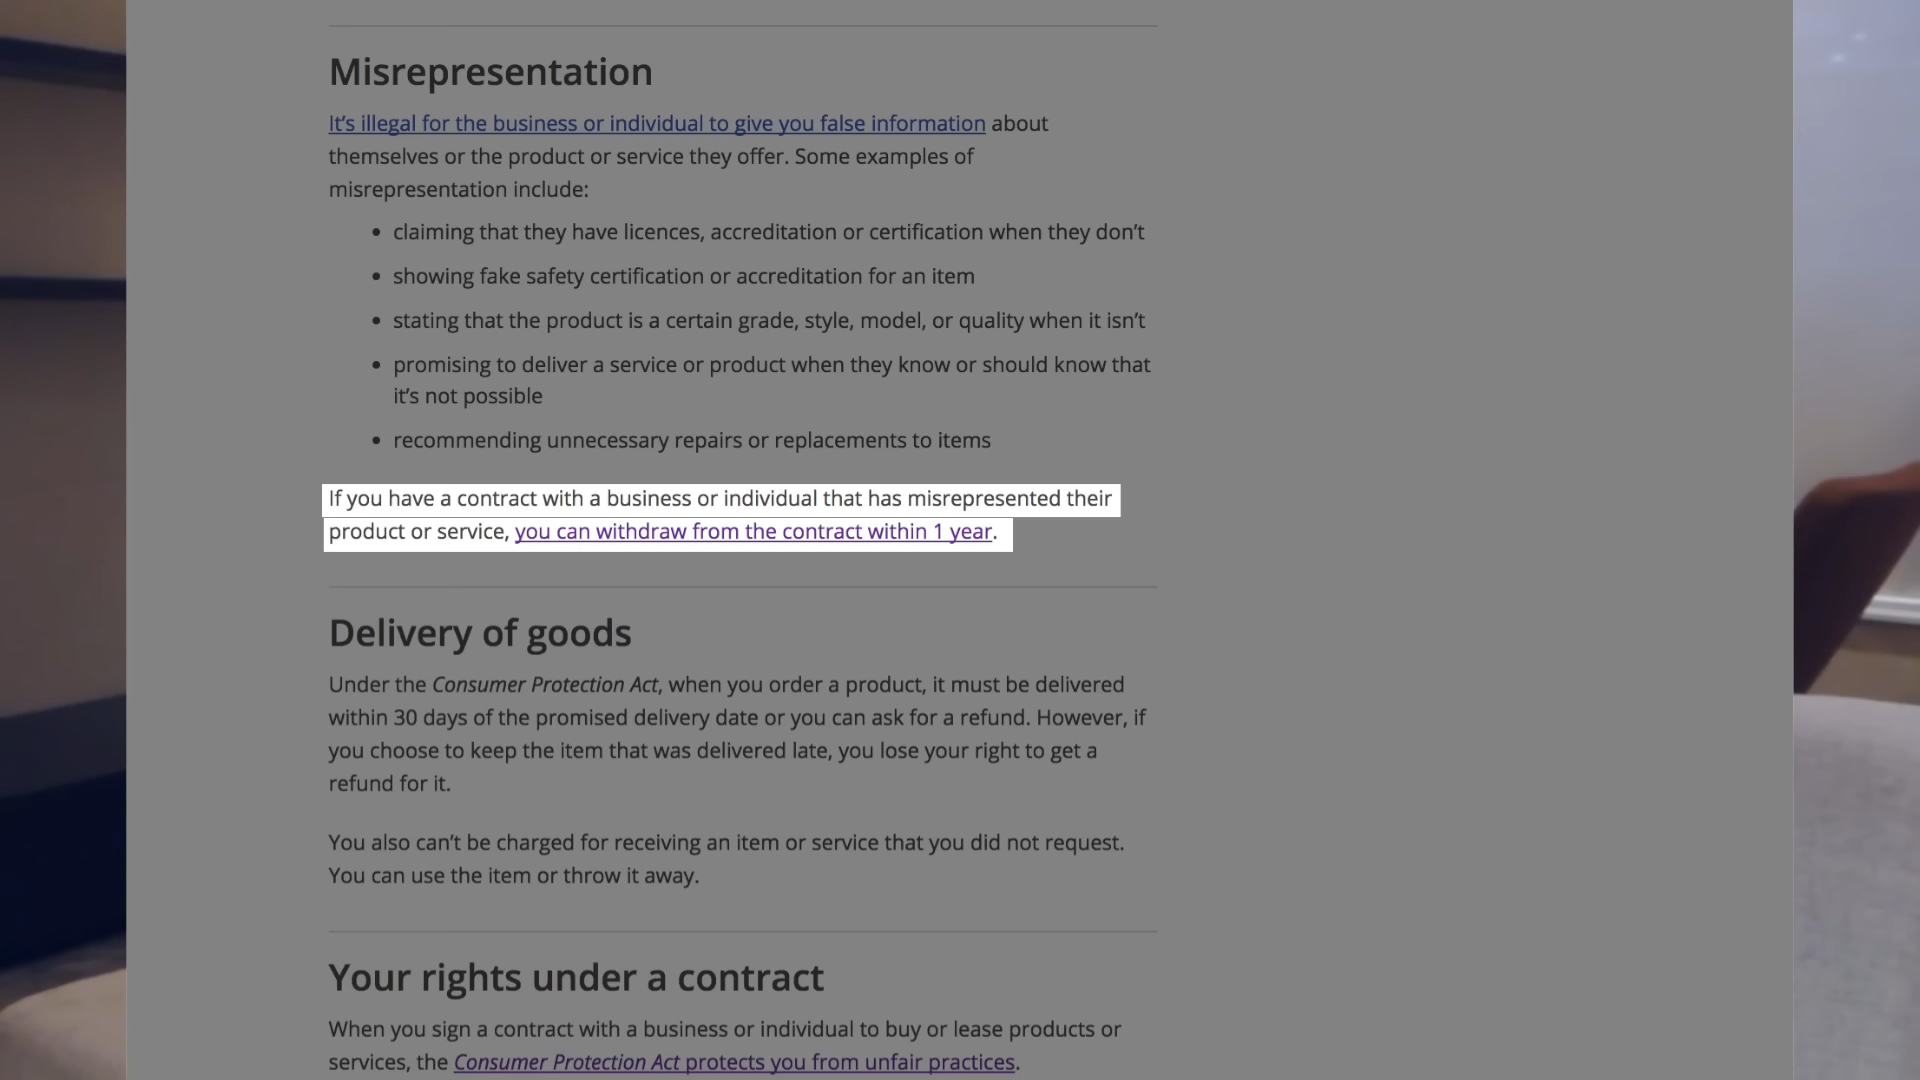 Misrepresentation
It’s illegal for the business or individual to give you false information about
themselves or the product or service they offer. Some examples of
misrepresentation include:
• claiming that they have licences, accreditation or certification when they don’t
• showing fake safety certification or accreditation for an item
• stating that the product is a certain grade, style, model, or quality when it isn’t
• promising to deliver a service or product when they know or should know that
it’s not possible
• recommending unnecessary repairs or replacements to items
If you have a contract with a business or individual that has misrepresented their
product or service, you can withdraw from the contract within 1 year.
Delivery of goods
Under the Consumer Protection Act, when you order a product, it must be delivered
within 30 days of the promised delivery date or you can ask for a refund. However, if
you choose to keep the item that was delivered late, you lose your right to get a
refund for it.
You also can’t be charged for receiving an item or service that you did not request.
You can use the item or throw it away.
Your rights under a contract
When you sign a contract with a business or individual to buy or lease products or
services, the Consumer Protection Act protects you from unfair practices.